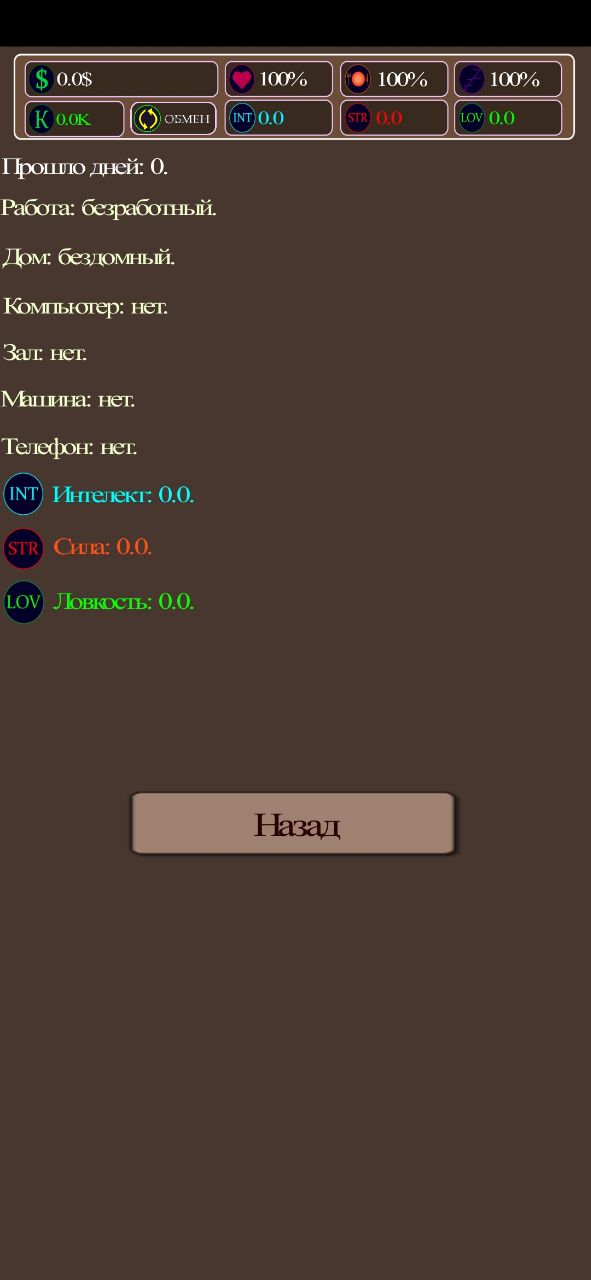 $ 0.0$ 100% 100% 100%
K 0.0K ОБМЕН INT 0.0 STR 0.0 LOV 0.0
Прошло дней: 0.
Работа: безработный.
Дом: бездомный.
Компьютер: нет.
Зал: нет.
Машина: нет.
Телефон: нет.
INT Интелект: 0.0.
STR Сила: 0.0.
LOV Ловкость: 0.0.
Назад